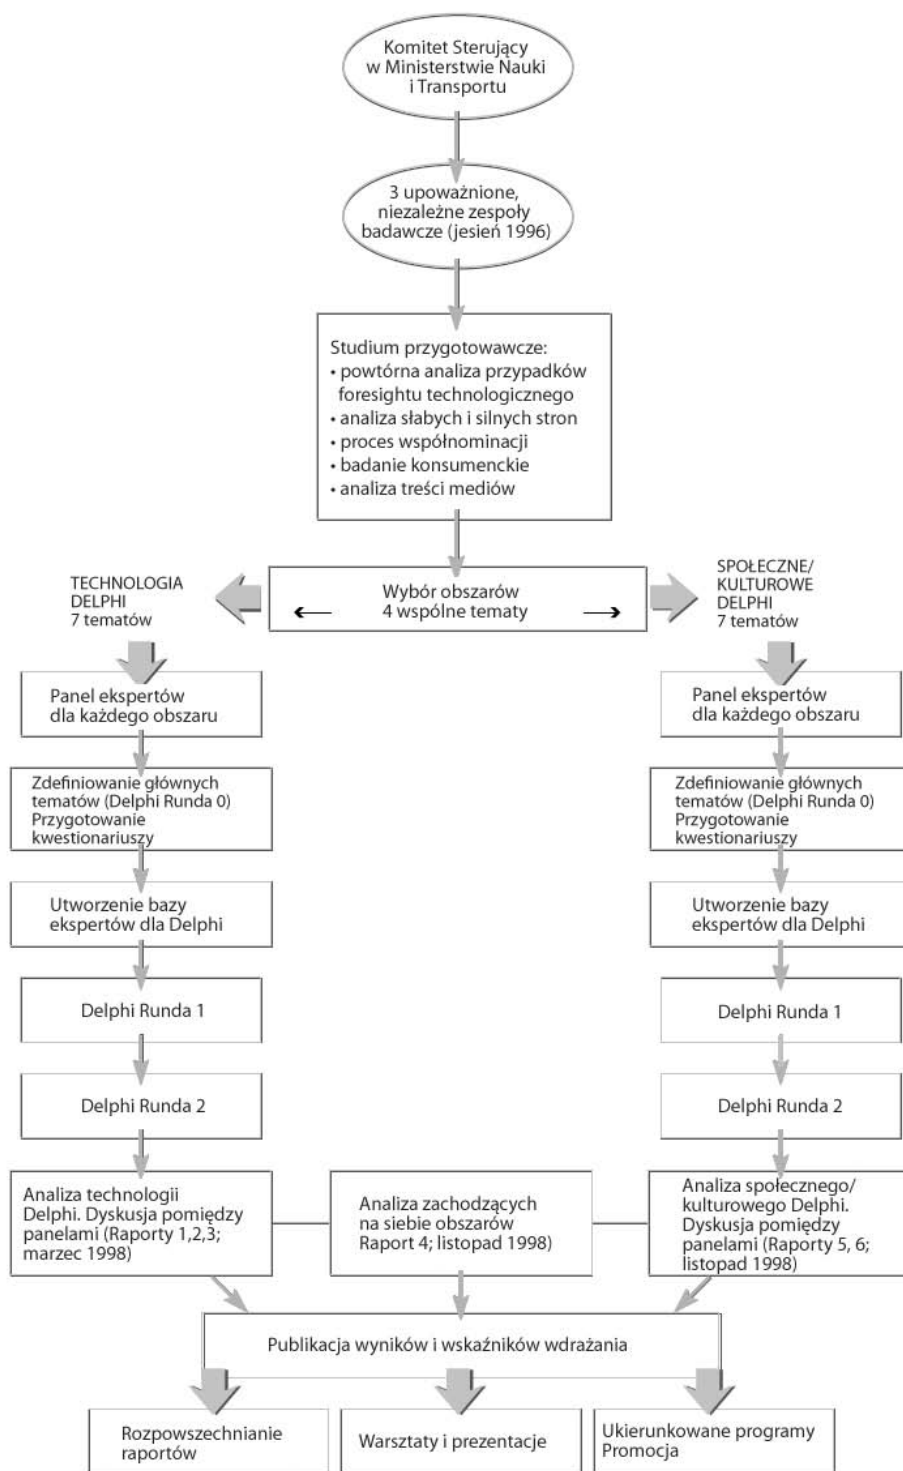 Komitet Sterujący
w Ministerstwie Nauki
i Transportu
3 upoważnione,
niezależne zespoły
badawcze (jesień 1996)
Studium przygotowawcze:
• powtórna analiza przypadków
foresightu technologicznego
• analiza słabych i silnych stron
• proces współnominacji
• badanie konsumenckie
• analiza treści mediów
TECHNOLOGIA
DELPHI
7 tematów
Wybór obszarów
4 wspólne tematy
SPOŁECZNE/
KULTUROWE
DELPHI
7 tematów
Panel ekspertów
dla każdego obszaru
Zdefiniowanie głównych
tematów (Delphi Runda 0)
Przygotowanie
kwestionariuszy
Utworzenie bazy
ekspertów dla Delphi
Delphi Runda 1
Delphi Runda 2
Analiza technologii
Delphi. Dyskusja pomiędzy
panelami (Raporty 1,2,3;
marzec 1998)
Panel ekspertów
dla każdego obszaru
Zdefiniowanie głównych
tematów (Delphi Runda 0)
Przygotowanie
kwestionariuszy
Utworzenie bazy
ekspertów dla Delphi
Delphi Runda 1
Delphi Runda 2
Analiza społecznego/
kulturowego Delphi.
Dyskusja pomiędzy
panelami (Raporty 5, 6;
listopad 1998)
Analiza zachodzących
na siebie obszarów
Raport 4; listopad 1998)
Publikacja wyników i wskaźników wdrażania
Rozpowszechnianie
raportów
Warsztaty i prezentacje
Ukierunkowane programy
Promocja